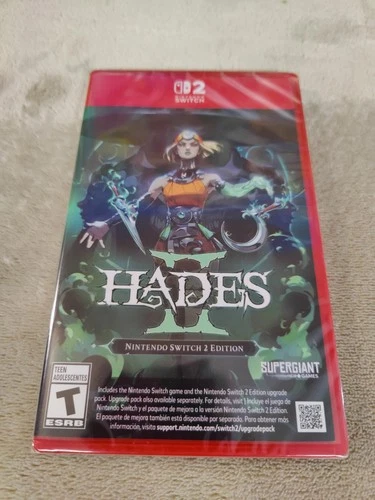 2
NINTENDO
SWITCH
HADES
II
NINTENDO SWITCH 2 EDITION
TEEN
ADOLESCENTES
T
ESRB
SUPERGIANT
GAMES
Includes the Nintendo Switch game and the Nintendo Switch 2 Edition upgrade
pack. Upgrade pack also available separately. For details, visit \ Incluye el juego de
Nintendo Switch y el paquete de mejora a la versión Nintendo Switch 2 Edition.
El paquete de mejora también está disponible por separado. Para obtener más
información, visita support.nintendo.com/switch2/upgradepack